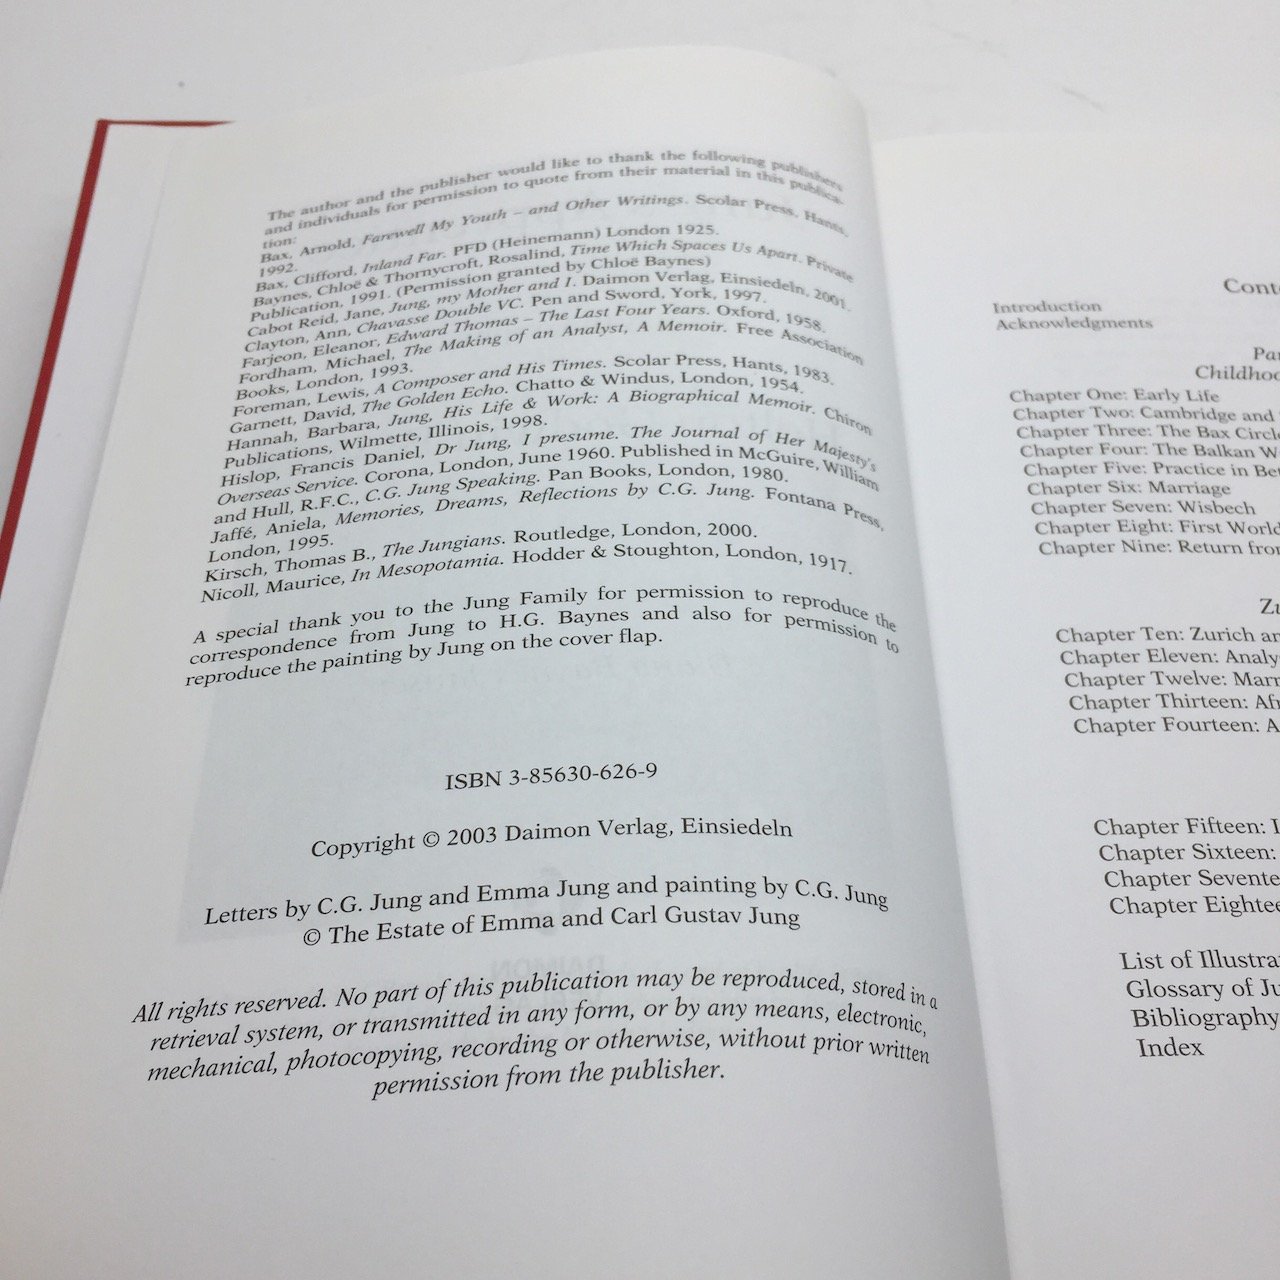 The author and the publisher would like to thank the following publishers
and individuals for permission to quote from their material in this publica-
tion:
Bax, Arnold, Farewell My Youth – and Other Writings. Scolar Press, Hants,
1992.
Bax, Clifford, Inland Far. PFD (Heinemann) London 1925.
Baynes, Chloë & Thornycroft, Rosalind, Time Which Spaces Us Apart. Private
Publication, 1991. (Permission granted by Chloë Baynes)
Cabot Reid, Jane, Jung, my Mother and I. Daimon Verlag, Einsiedeln, 2001.
Clayton, Ann, Chavasse Double VC. Pen and Sword, York, 1997.
Farjeon, Eleanor, Edward Thomas – The Last Four Years. Oxford, 1958.
Fordham, Michael, The Making of an Analyst, A Memoir. Free Association
Books, London, 1993.
Foreman, Lewis, A Composer and His Times. Scolar Press, Hants, 1983.
Garnett, David, The Golden Echo. Chatto & Windus, London, 1954.
Hannah, Barbara, Jung, His Life & Work: A Biographical Memoir. Chiron
Publications, Wilmette, Illinois, 1998.
Hislop, Francis Daniel, Dr Jung, I presume. The Journal of Her Majesty's
Overseas Service. Corona, London, June 1960. Published in McGuire, William
and Hull, R.F.C., C.G. Jung Speaking. Pan Books, London, 1980.
Jaffé, Aniela, Memories, Dreams, Reflections by C.G. Jung. Fontana Press,
London, 1995.
Kirsch, Thomas B., The Jungians. Routledge, London, 2000.
Nicoll, Maurice, In Mesopotamia. Hodder & Stoughton, London, 1917.
A special thank you to the Jung Family for permission to reproduce the
correspondence from Jung to H.G. Baynes and also for permission to
reproduce the painting by Jung on the cover flap.
ISBN 3-85630-626-9
Copyright © 2003 Daimon Verlag, Einsiedeln
Letters by C.G. Jung and Emma Jung and painting by C.G. Jung
© The Estate of Emma and Carl Gustav Jung
All rights reserved. No part of this publication may be reproduced, stored in a
retrieval system, or transmitted in any form, or by any means, electronic,
mechanical, photocopying, recording or otherwise, without prior written
permission from the publisher.
Conte
Introduction
Acknowledgments
Par
Childhoo
Chapter One: Early Life
Chapter Two: Cambridge and
Chapter Three: The Bax Circle
Chapter Four: The Balkan W
Chapter Five: Practice in Bet
Chapter Six: Marriage
Chapter Seven: Wisbech
Chapter Eight: First World
Chapter Nine: Return from
Zu
Chapter Ten: Zurich an
Chapter Eleven: Analy
Chapter Twelve: Marr
Chapter Thirteen: Afr
Chapter Fourteen: A
Chapter Fifteen: I
Chapter Sixteen:
Chapter Sevente
Chapter Eightee
List of Illustra
Glossary of Ju
Bibliography
Index